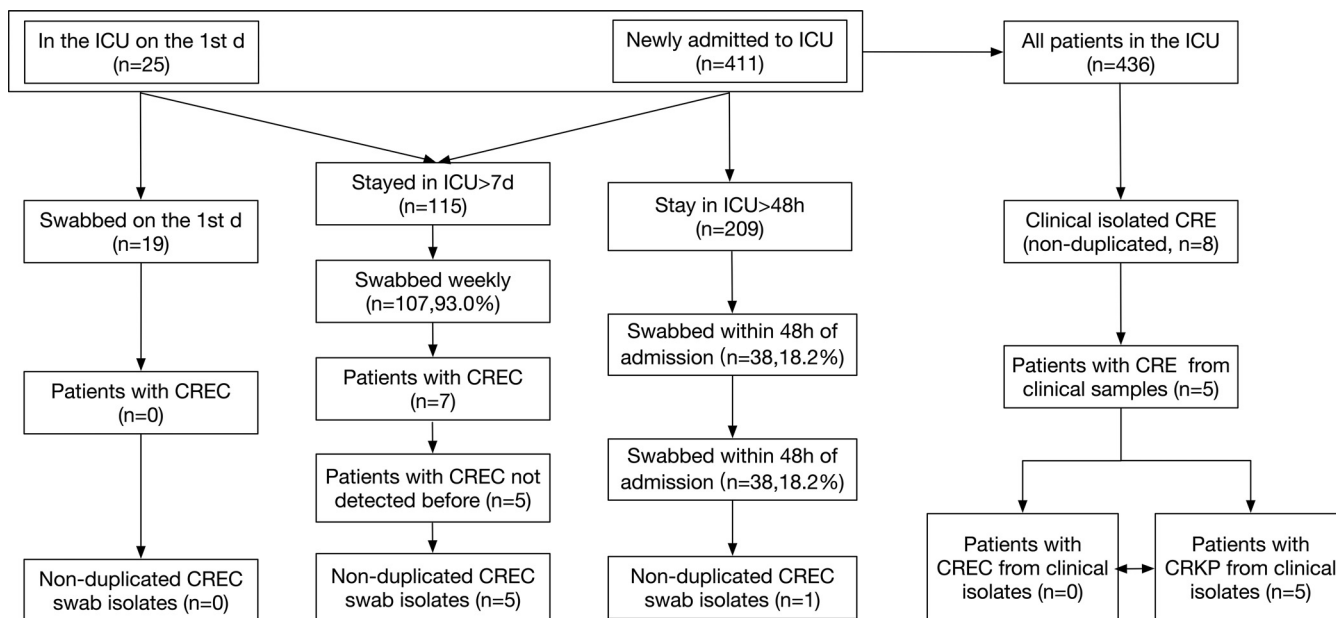 In the ICU on the 1st d
(n=25)
Newly admitted to ICU
(n=411)
All patients in the ICU
(n=436)
Swabbed on the 1st d
(n=19)
Patients with CREC
(n=0)
Non-duplicated CREC
swab isolates (n=0)
Stayed in ICU>7d
(n=115)
Swabbed weekly
(n=107,93.0%)
Patients with CREC
(n=7)
Patients with CREC not
detected before (n=5)
Non-duplicated CREC
swab isolates (n=5)
Stay in ICU>48h
(n=209)
Swabbed within 48h of
admission (n=38,18.2%)
Swabbed within 48h of
admission (n=38,18.2%)
Non-duplicated CREC
swab isolates (n=1)
Clinical isolated CRE
(non-duplicated, n=8)
Patients with CRE from
clinical samples (n=5)
Patients with
CREC from clinical
isolates (n=0)
Patients with
CRKP from clinical
isolates (n=5)